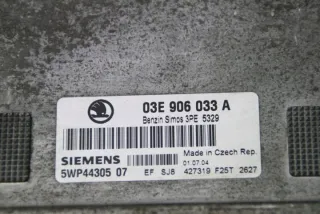 03E 906 033 A
Benzin Simos 3PE 5329
Made in Czech Rep.
SIEMENS
01.07.04
5WP44305 07 EF SJ8 427319 F25T 2627